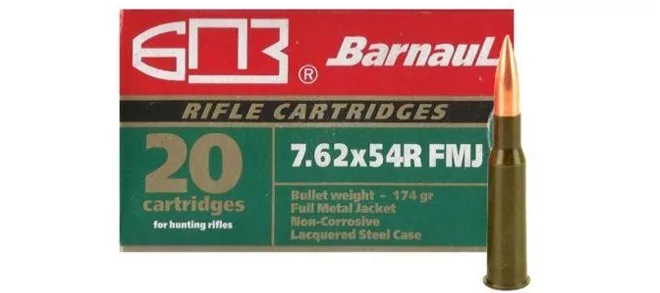 БПЗ ®
Barnaul
RIFLE CARTRIDGES
20
cartridges
for hunting rifles
7.62x54R FMJ
Bullet weight - 174 gr
Full Metal Jacket
Non-Corrosive
Lacquered Steel Case